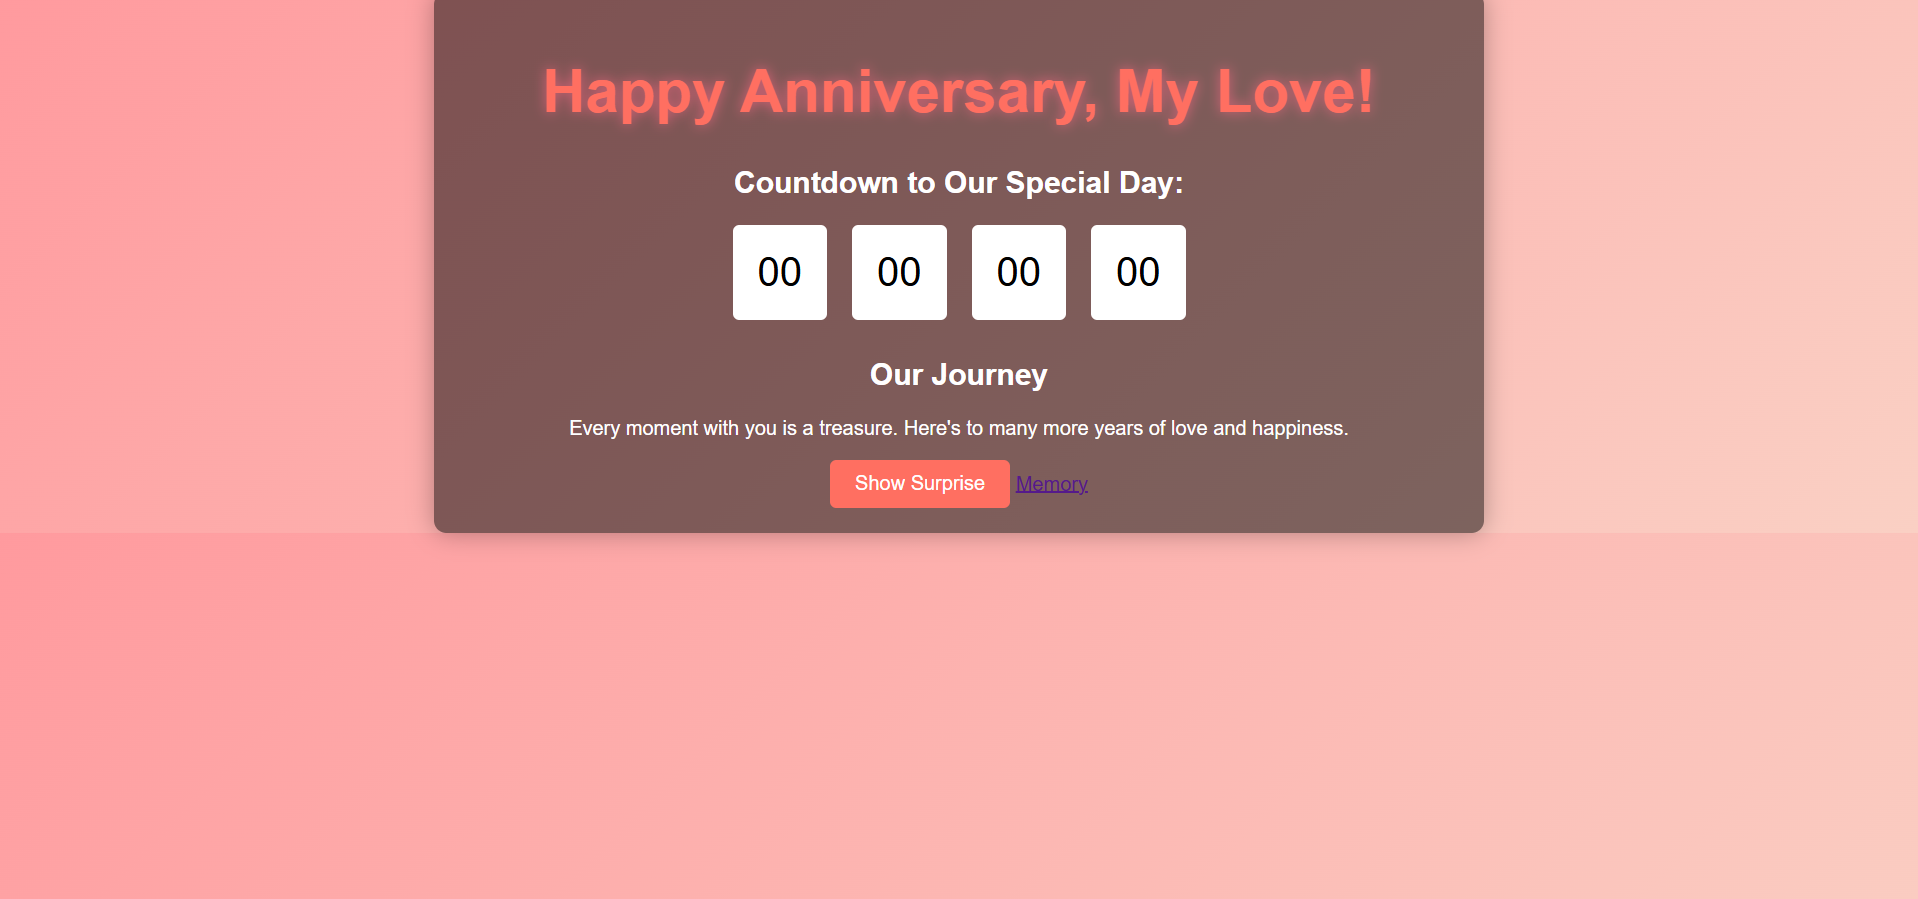 Happy Anniversary, My Love!
Countdown to Our Special Day:
00 00 00 00
Our Journey
Every moment with you is a treasure. Here's to many more years of love and happiness.
Show Surprise Memory